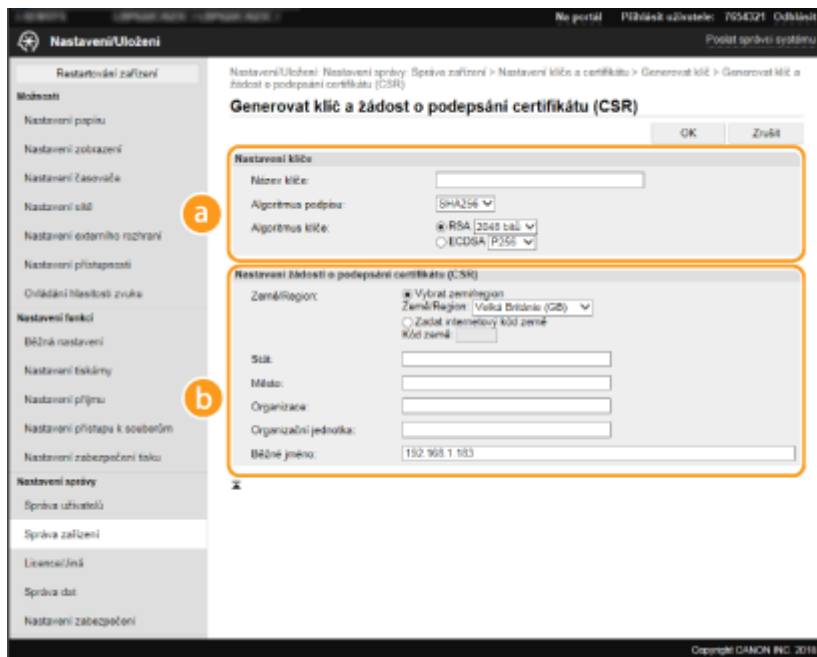 Na portál Přihlásit uživatele: 7654321 Odhlásit
Nastavení/Uložení
Poslat správci systému
Restartování zařízení
Možnosti
Nastavení papíru
Nastavení zobrazení
Nastavení časovače
Nastavení sítě
Nastavení externího rozhraní
Nastavení přístupnosti
Ovládání hlasitosti zvuku
Nastavení funkcí
Běžná nastavení
Nastavení tiskárny
Nastavení příjmu
Nastavení přístupu k souborům
Nastavení zabezpečení tisku
Nastavení správy
Správa uživatelů
Správa zařízení
Licence/Jiná
Správa dat
Nastavení zabezpečení
Nastavení/Uložení: Nastavení správy: Správa zařízení > Nastavení klíče a certifikátu > Generovat klíč > Generovat klíč a
žádost o podepsání certifikátu (CSR)
Generovat klíč a žádost o podepsání certifikátu (CSR)
OK Zrušit
a
Nastavení klíče
Název klíče:
Algoritmus podpisu: SHA256
Algoritmus klíče: RSA 2048 bitů
ECDSA P256
b
Nastavení žádosti o podepsání certifikátu (CSR)
Země/Region: Vybrat zemi/region
Země/Region: Velká Británie (GB)
Zadat internetový kód země
Kód země:
Stát:
Město:
Organizace:
Organizační jednotka:
Běžné jméno: 192.168.1.183
Copyright CANON INC. 2018